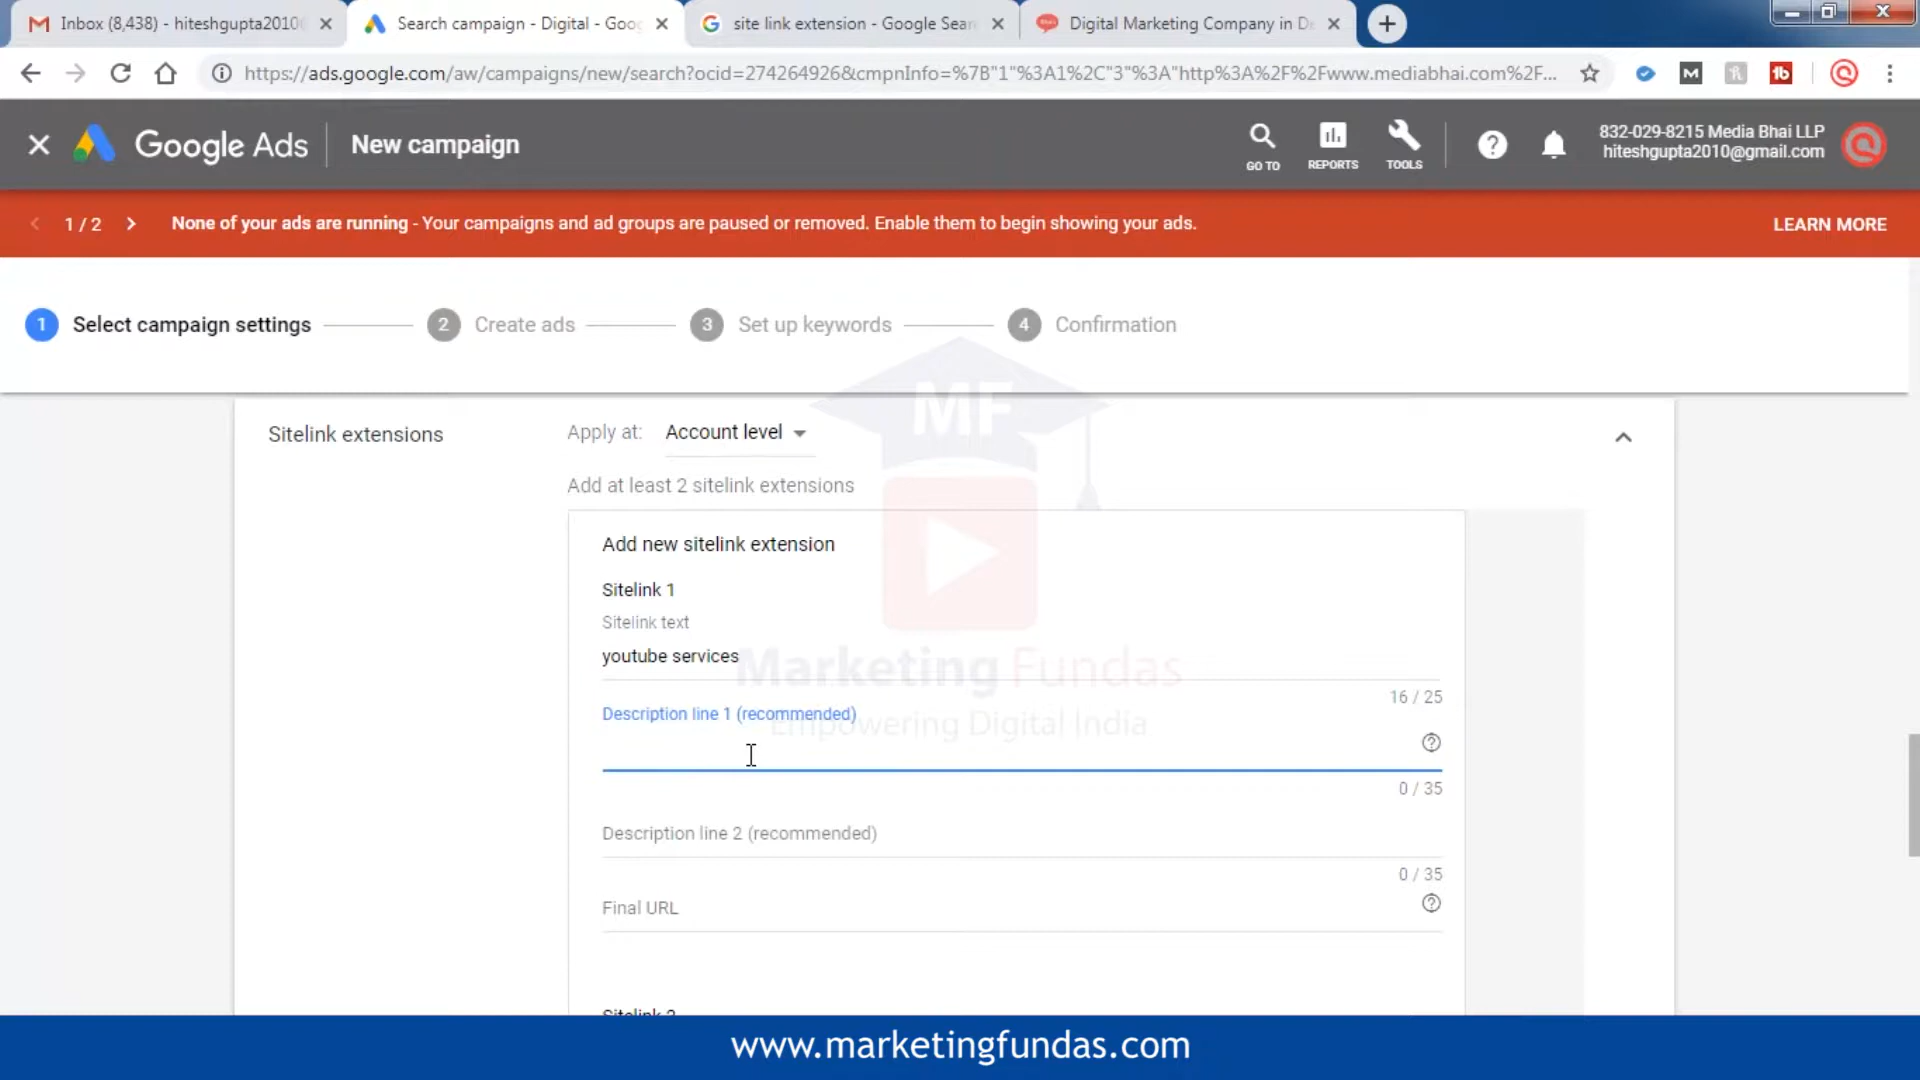 Inbox (8,438) - hiteshgupta2010
Search campaign - Digital - Goog
site link extension - Google Sear
Digital Marketing Company in De
https://ads.google.com/aw/campaigns/new/search?ocid=274264926&cmpnInfo=%7B"1"%3A1%2C"3"%3A"http%3A%2F%2Fwww.mediabhai.com%2F...
Google Ads
New campaign
GO TO
REPORTS
TOOLS
832-029-8215 Media Bhai LLP
hiteshgupta2010@gmail.com
1 / 2
None of your ads are running - Your campaigns and ad groups are paused or removed. Enable them to begin showing your ads.
LEARN MORE
1 Select campaign settings
2 Create ads
3 Set up keywords
4 Confirmation
MF
Sitelink extensions
Apply at: Account level
Add at least 2 sitelink extensions
Add new sitelink extension
Sitelink 1
Sitelink text
youtube services
Marketing Fundas
16 / 25
Description line 1 (recommended)
Empowering Digital India
0 / 35
Description line 2 (recommended)
0 / 35
Final URL
Sitelink 2
www.marketingfundas.com